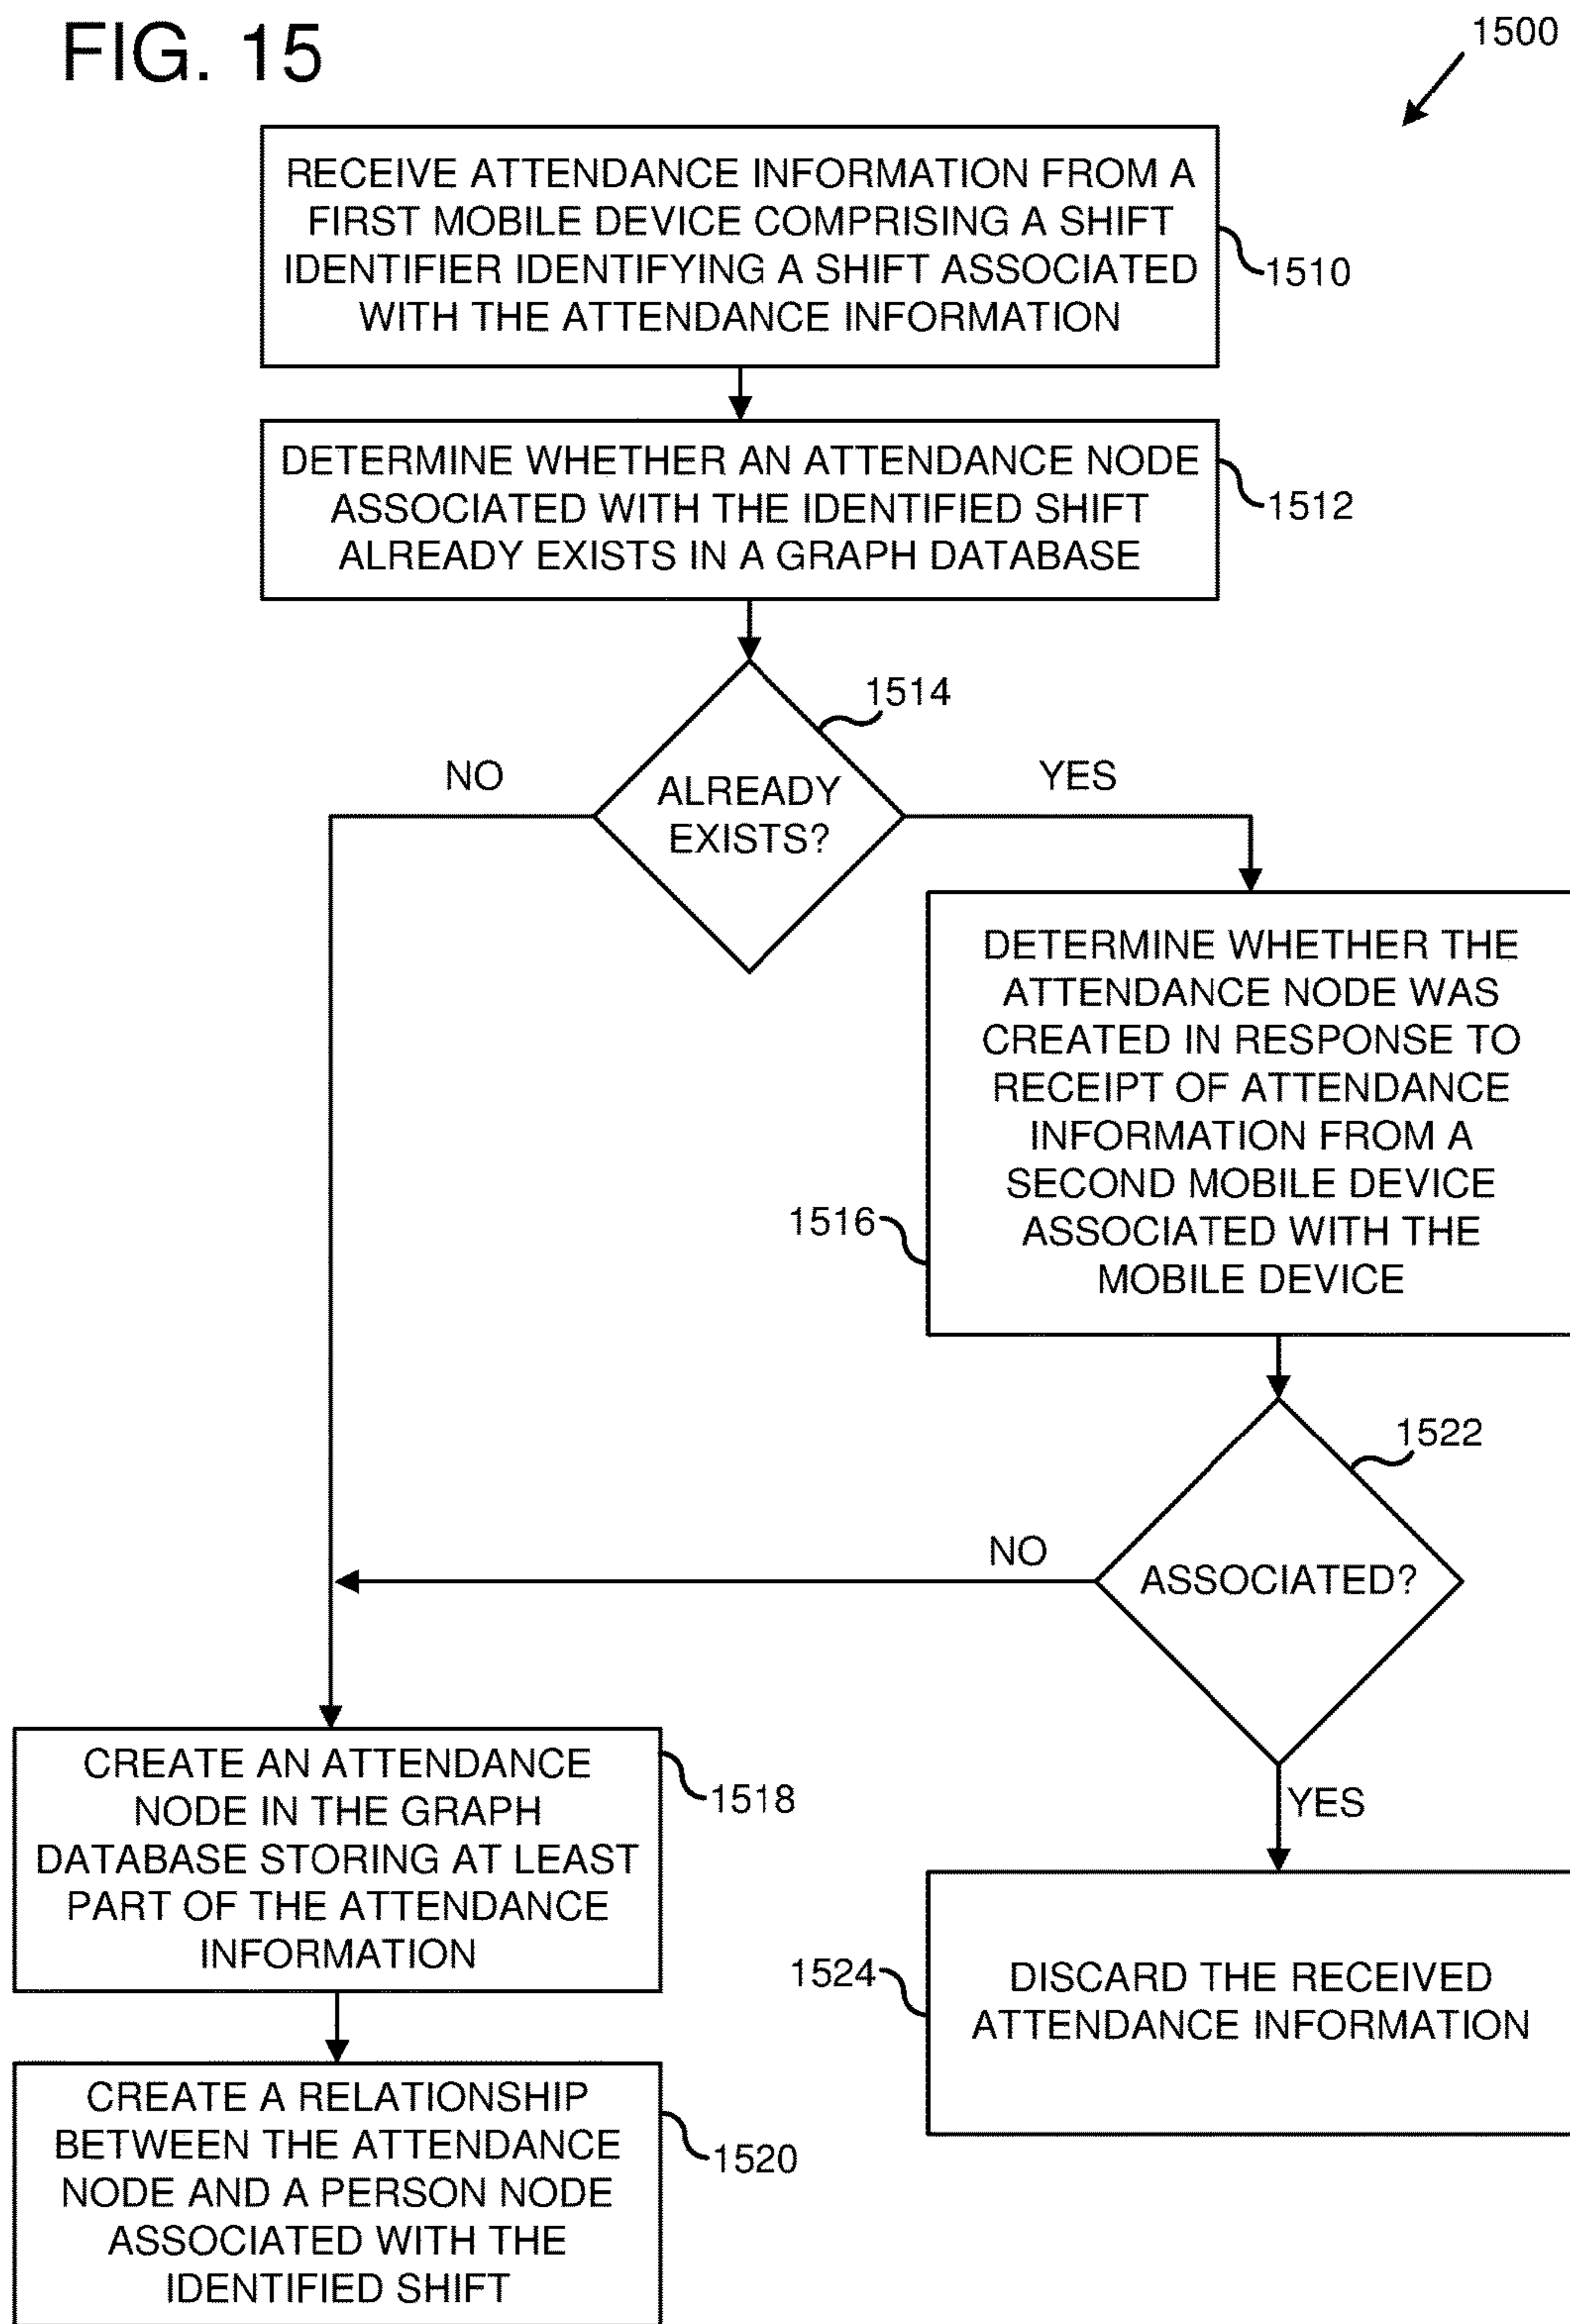 FIG. 15
1500
RECEIVE ATTENDANCE INFORMATION FROM A
FIRST MOBILE DEVICE COMPRISING A SHIFT
IDENTIFIER IDENTIFYING A SHIFT ASSOCIATED
WITH THE ATTENDANCE INFORMATION
1510
DETERMINE WHETHER AN ATTENDANCE NODE
ASSOCIATED WITH THE IDENTIFIED SHIFT
ALREADY EXISTS IN A GRAPH DATABASE
1512
1514
ALREADY
EXISTS?
NO
YES
DETERMINE WHETHER THE
ATTENDANCE NODE WAS
CREATED IN RESPONSE TO
RECEIPT OF ATTENDANCE
INFORMATION FROM A
SECOND MOBILE DEVICE
ASSOCIATED WITH THE
MOBILE DEVICE
1516
1522
ASSOCIATED?
NO
YES
CREATE AN ATTENDANCE
NODE IN THE GRAPH
DATABASE STORING AT LEAST
PART OF THE ATTENDANCE
INFORMATION
1518
DISCARD THE RECEIVED
ATTENDANCE INFORMATION
1524
CREATE A RELATIONSHIP
BETWEEN THE ATTENDANCE
NODE AND A PERSON NODE
ASSOCIATED WITH THE
IDENTIFIED SHIFT
1520